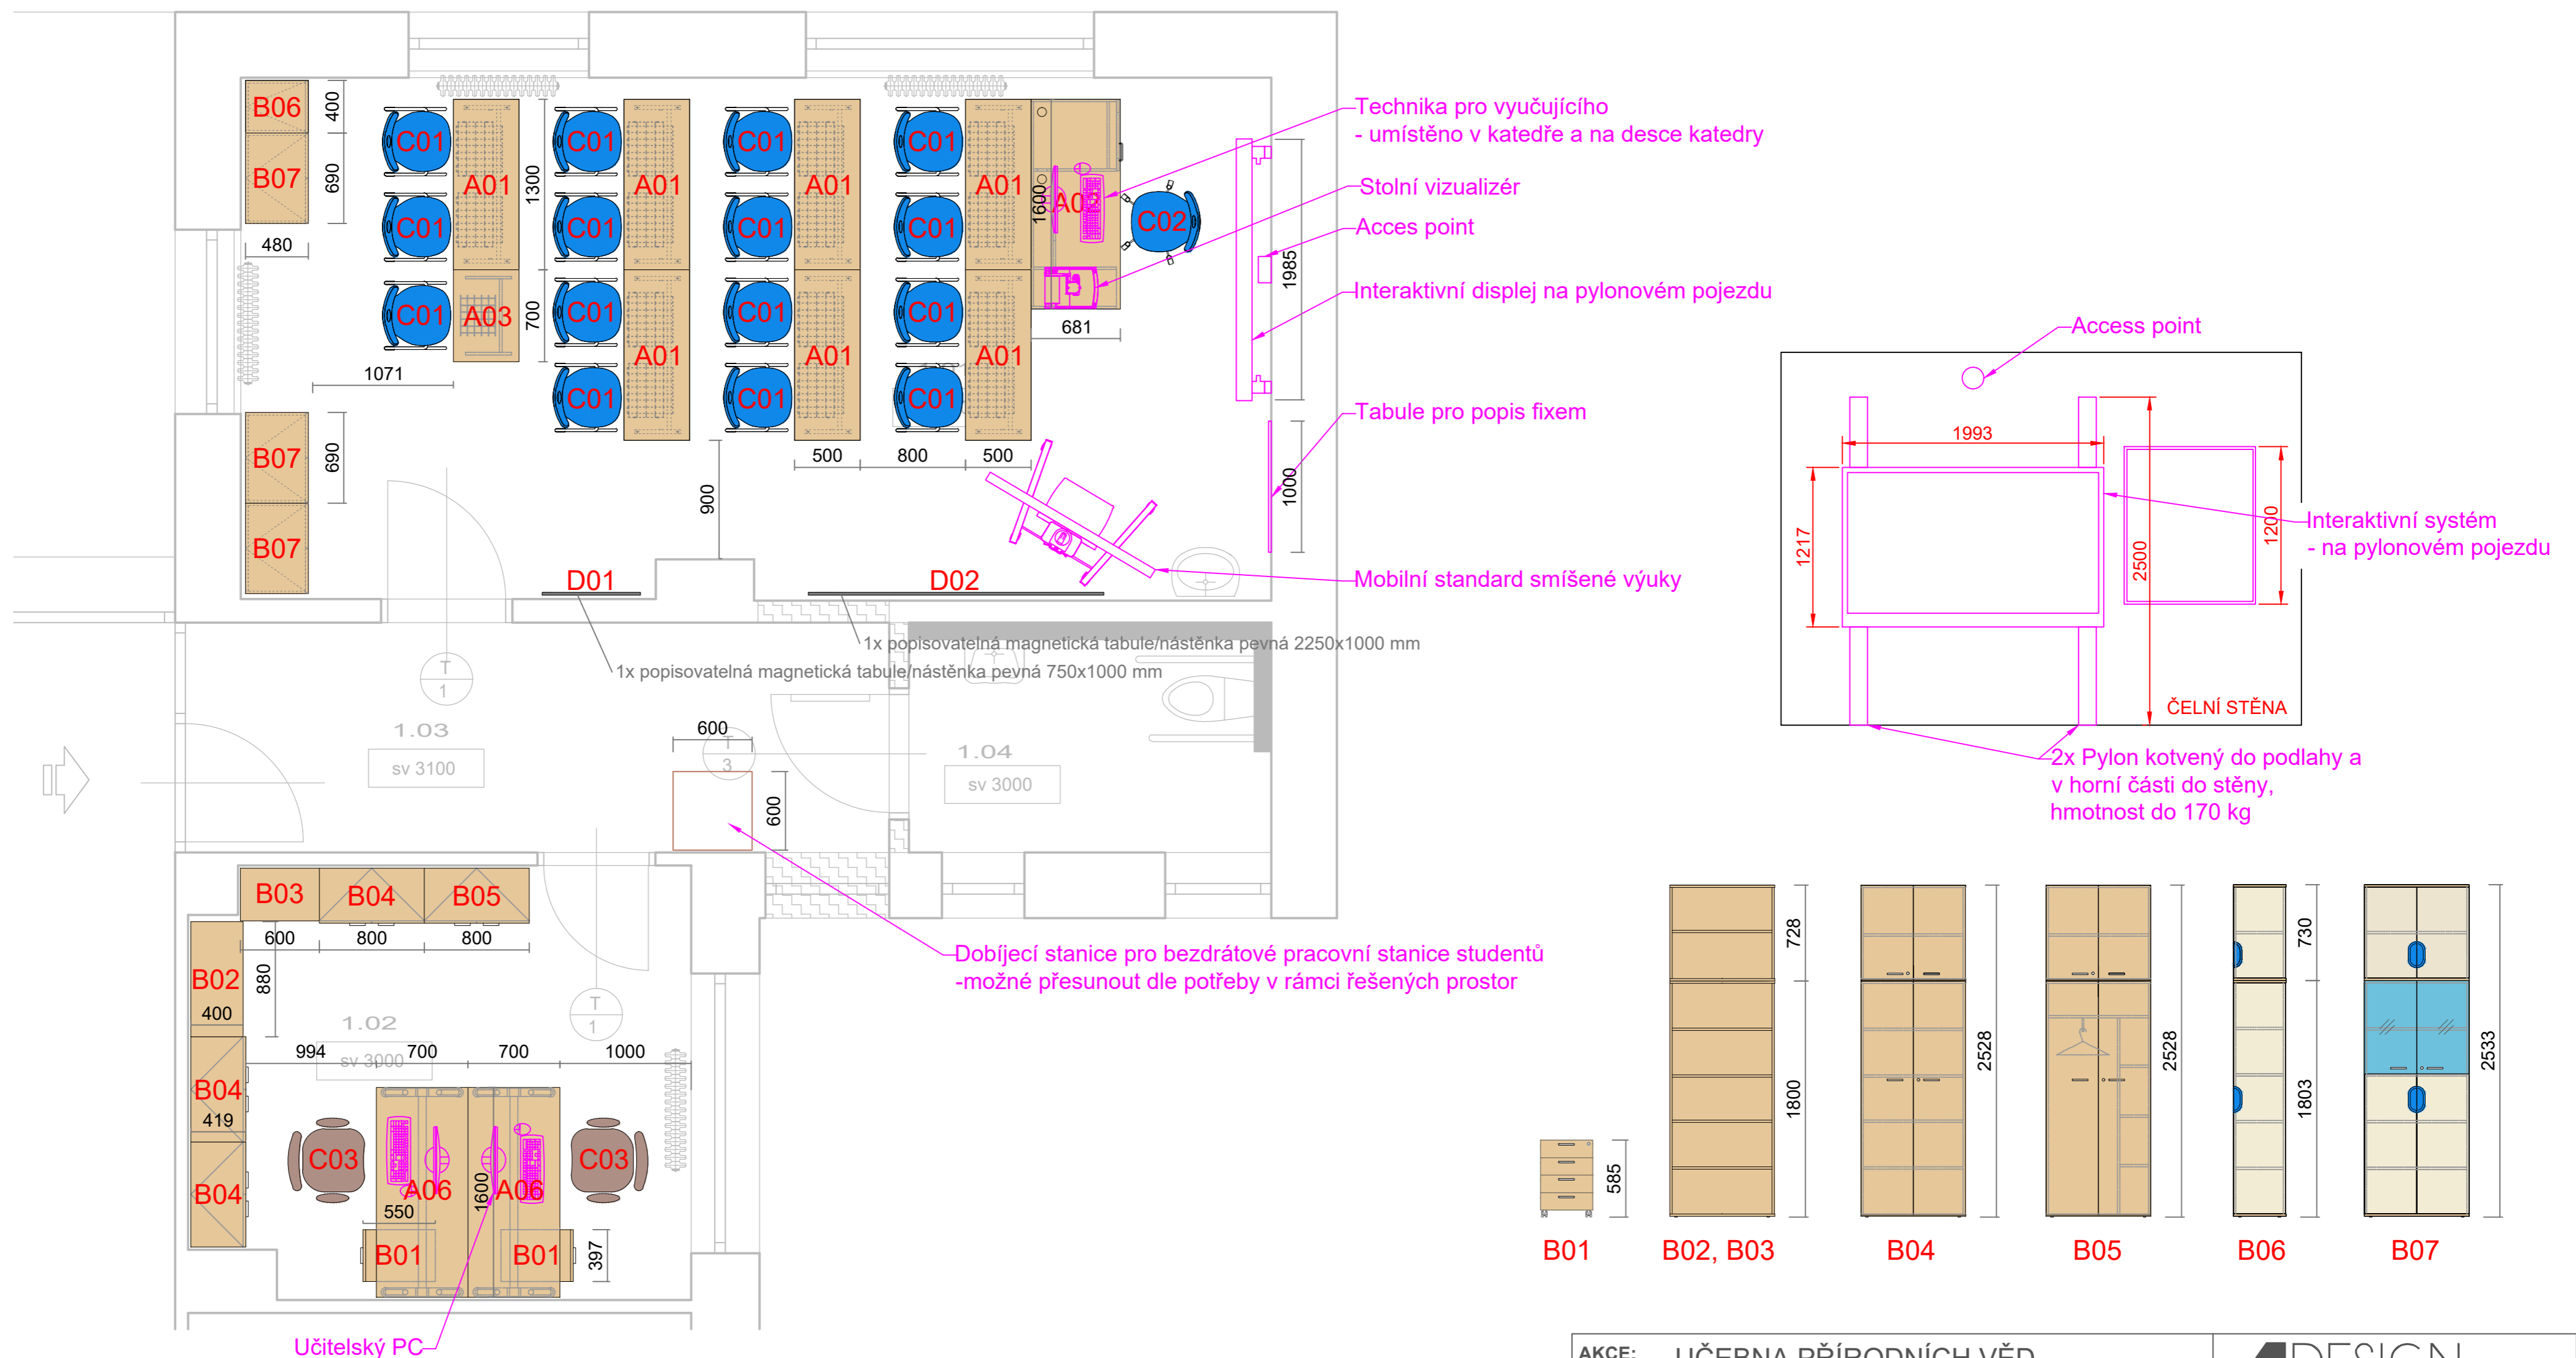 B06
400
B07
690
480
C01
C01
C01
C01
A01
A01
A01
A01
1300
C01
C01
C01
C01
1600
C02
C01
C01
C01
C01
A03
700
681
1071
C01
C01
C01
A01
A01
A01
B07
690
B07
500
800
500
900
1985
1000
D01
D02
Technika pro vyučujícího
- umístěno v katedře a na desce katedry
Stolní vizualizér
Acces point
Interaktivní displej na pylonovém pojezdu
Tabule pro popis fixem
Mobilní standard smíšené výuky
1x popisovatelná magnetická tabule/nástěnka pevná 2250x1000 mm
1x popisovatelná magnetická tabule/nástěnka pevná 750x1000 mm
Access point
1993
1217
2500
1200
Interaktivní systém
- na pylonovém pojezdu
ČELNÍ STĚNA
2x Pylon kotvený do podlahy a
v horní části do stěny,
hmotnost do 170 kg
T
1
1.03
sv 3100
600
T
3
600
1.04
sv 3000
Dobíjecí stanice pro bezdrátové pracovní stanice studentů
-možné přesunout dle potřeby v rámci řešených prostor
B03
B04
B05
600
800
800
B02
880
400
1.02
sv 3000
T
1
994
700
700
1000
B04
419
B04
C03
C03
A06
A06
1600
550
B01
B01
397
Učitelský PC
585
728
1800
2528
2528
730
1803
2533
B01
B02, B03
B04
B05
B06
B07
AKCE:
UČEBNA PŘÍRODNÍCH VĚD
DESIGN